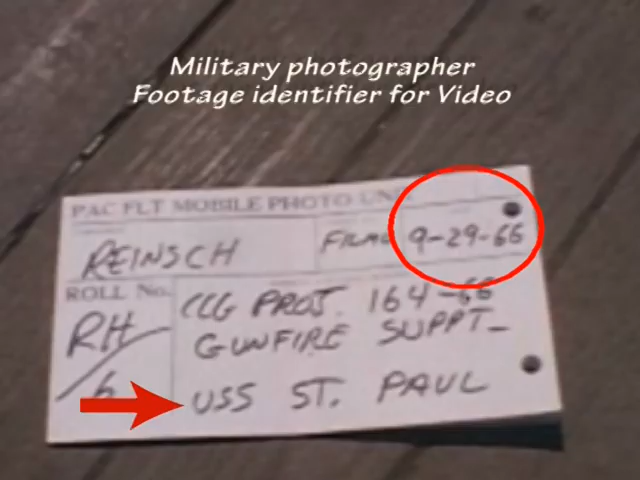 Military photographer
Footage identifier for Video
PAC FLT MOBILE PHOTO UNIT
REINSCH
FILMED 9-29-66
ROLL No.
RH/6
CCG PROJ. 164-66
GUNFIRE SUPPT-
USS ST. PAUL